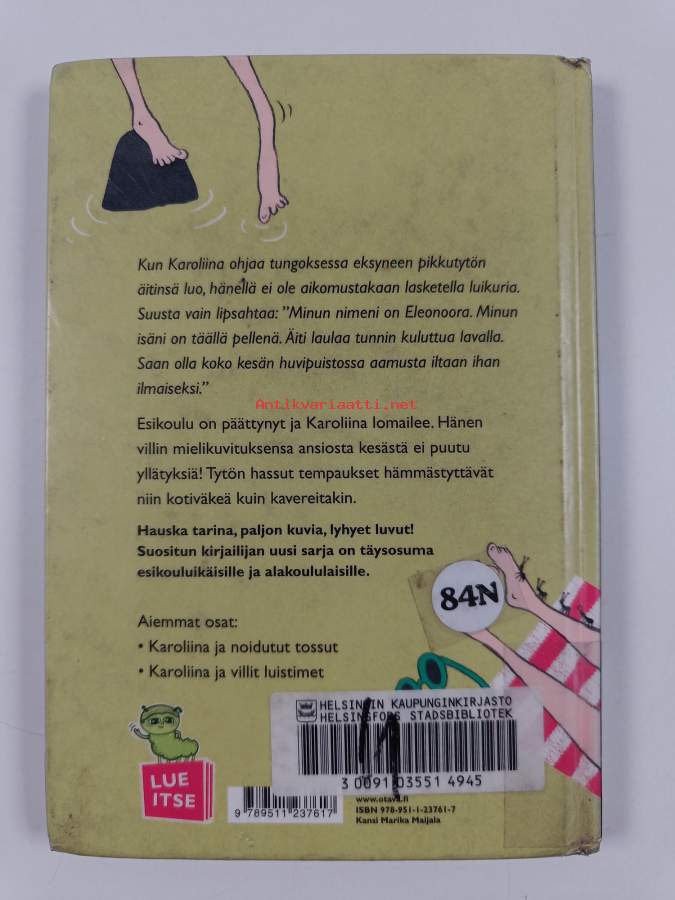 Kun Karoliina ohjaa tungoksessa eksyneen pikkutytön
äitinsä luo, hänellä ei ole aikomustakaan lasketella luikuria.
Suusta vain lipsahtaa: ”Minun nimeni on Eleonoora. Minun
isäni on täällä pellenä. Äiti laulaa tunnin kuluttua lavalla.
Saan olla koko kesän huvipuistossa aamusta iltaan ihan
ilmaiseksi.”
Antikvariaatti.net
Esikoulu on päättynyt ja Karoliina lomailee. Hänen
villin mielikuvituksensa ansiosta kesästä ei puutu
yllätyksiä! Tytön hassut tempaukset hämmästyttävät
niin kotiväkeä kuin kavereitakin.
Hauska tarina, paljon kuvia, lyhyet luvut!
Suositun kirjailijan uusi sarja on täysosuma
esikouluikäisille ja alakoululaisille.
84N
Aiemmat osat:
• Karoliina ja noidutut tossut
• Karoliina ja villit luistimet
HELSINGIN KAUPUNGINKIRJASTO
HELSINGFORS STADSBIBLIOTEK
3 0091 03551 4945
LUE
ITSE
9 789511 237617
www.otava.fi
ISBN 978-951-1-23761-7
Kansi Marika Maijala